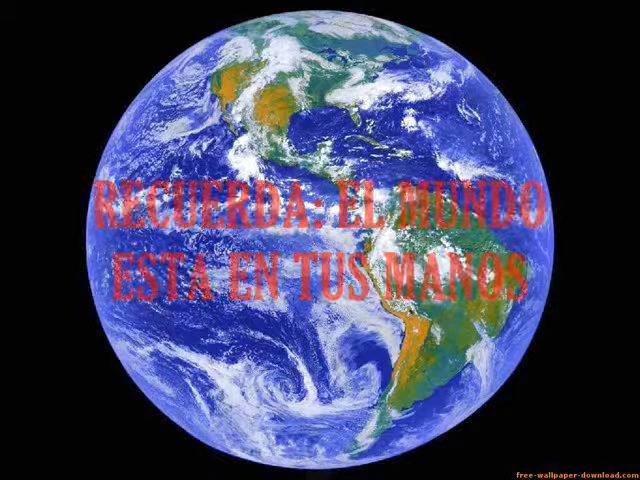 RECUERDA: EL MUNDO
ESTA EN TUS MANOS
free-wallpaper-download.com